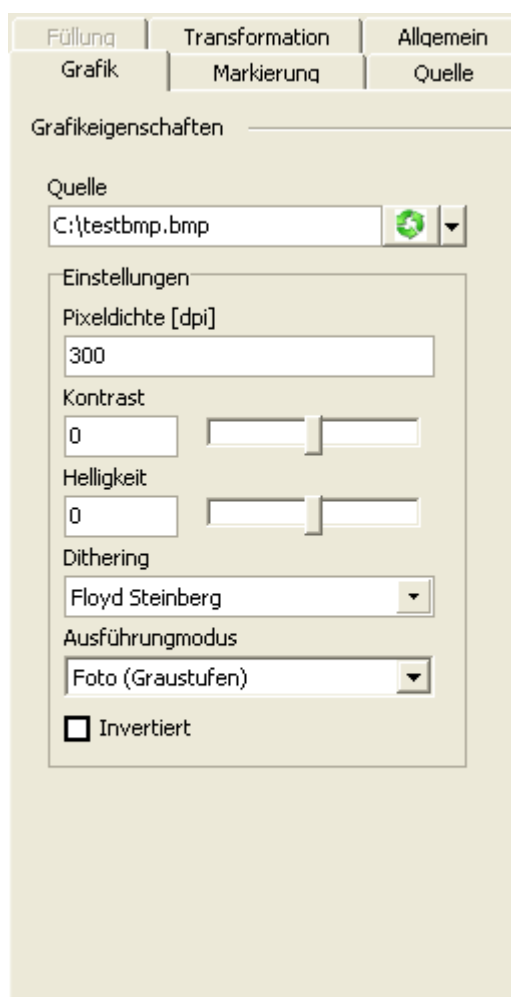 Füllung Transformation Allgemein
Grafik Markierung Quelle
Grafikeigenschaften
Quelle
C:\testbmp.bmp
Einstellungen
Pixeldichte [dpi]
300
Kontrast
0
Helligkeit
0
Dithering
Floyd Steinberg
Ausführungmodus
Foto (Graustufen)
Invertiert